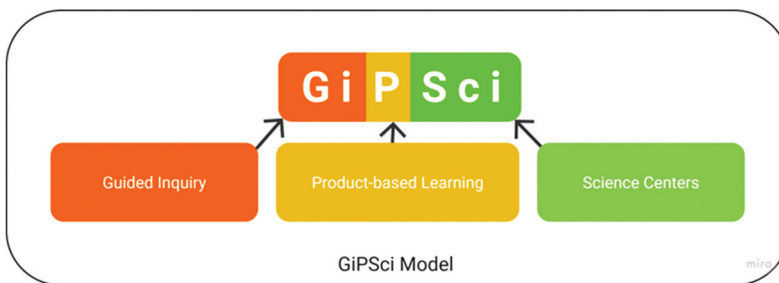 GiPSci
Guided Inquiry
Product-based Learning
Science Centers
GiPSci Model
miro